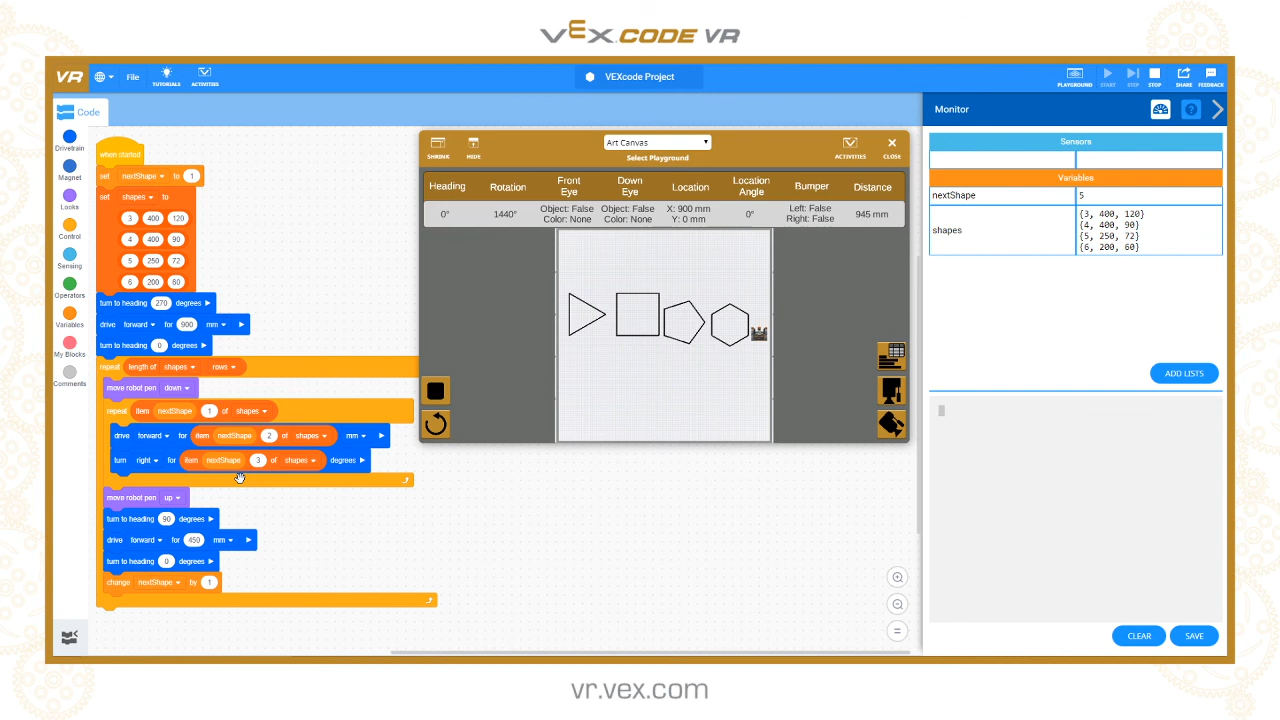 VEX CODE VR
VR File TUTORIALS ACTIVITIES VEXcode Project PLAYGROUND START STEP STOP SHARE FEEDBACK
Code
Drivetrain
Magnet
Looks
Control
Sensing
Operators
Variables
My Blocks
Comments
when started
set nextShape to 1
set shapes to
3 400 120
4 400 90
5 250 72
6 200 60
turn to heading 270 degrees
drive forward for 900 mm
turn to heading 0 degrees
repeat length of shapes rows
move robot pen down
repeat item nextShape 1 of shapes
drive forward for item nextShape 2 of shapes mm
turn right for item nextShape 3 of shapes degrees
move robot pen up
turn to heading 90 degrees
drive forward for 450 mm
turn to heading 0 degrees
change nextShape by 1
SHRINK HIDE Art Canvas ACTIVITIES CLOSE
Select Playground
Heading Rotation Front Eye Down Eye Location Location Angle Bumper Distance
0° 1440° Object: False Color: None Object: False Color: None X: 900 mm Y: 0 mm 0° Left: False Right: False 945 mm
Monitor ?
Sensors
Variables
nextShape 5
shapes {3, 400, 120}
{4, 400, 90}
{5, 250, 72}
{6, 200, 60}
ADD LISTS
CLEAR SAVE
vr.vex.com